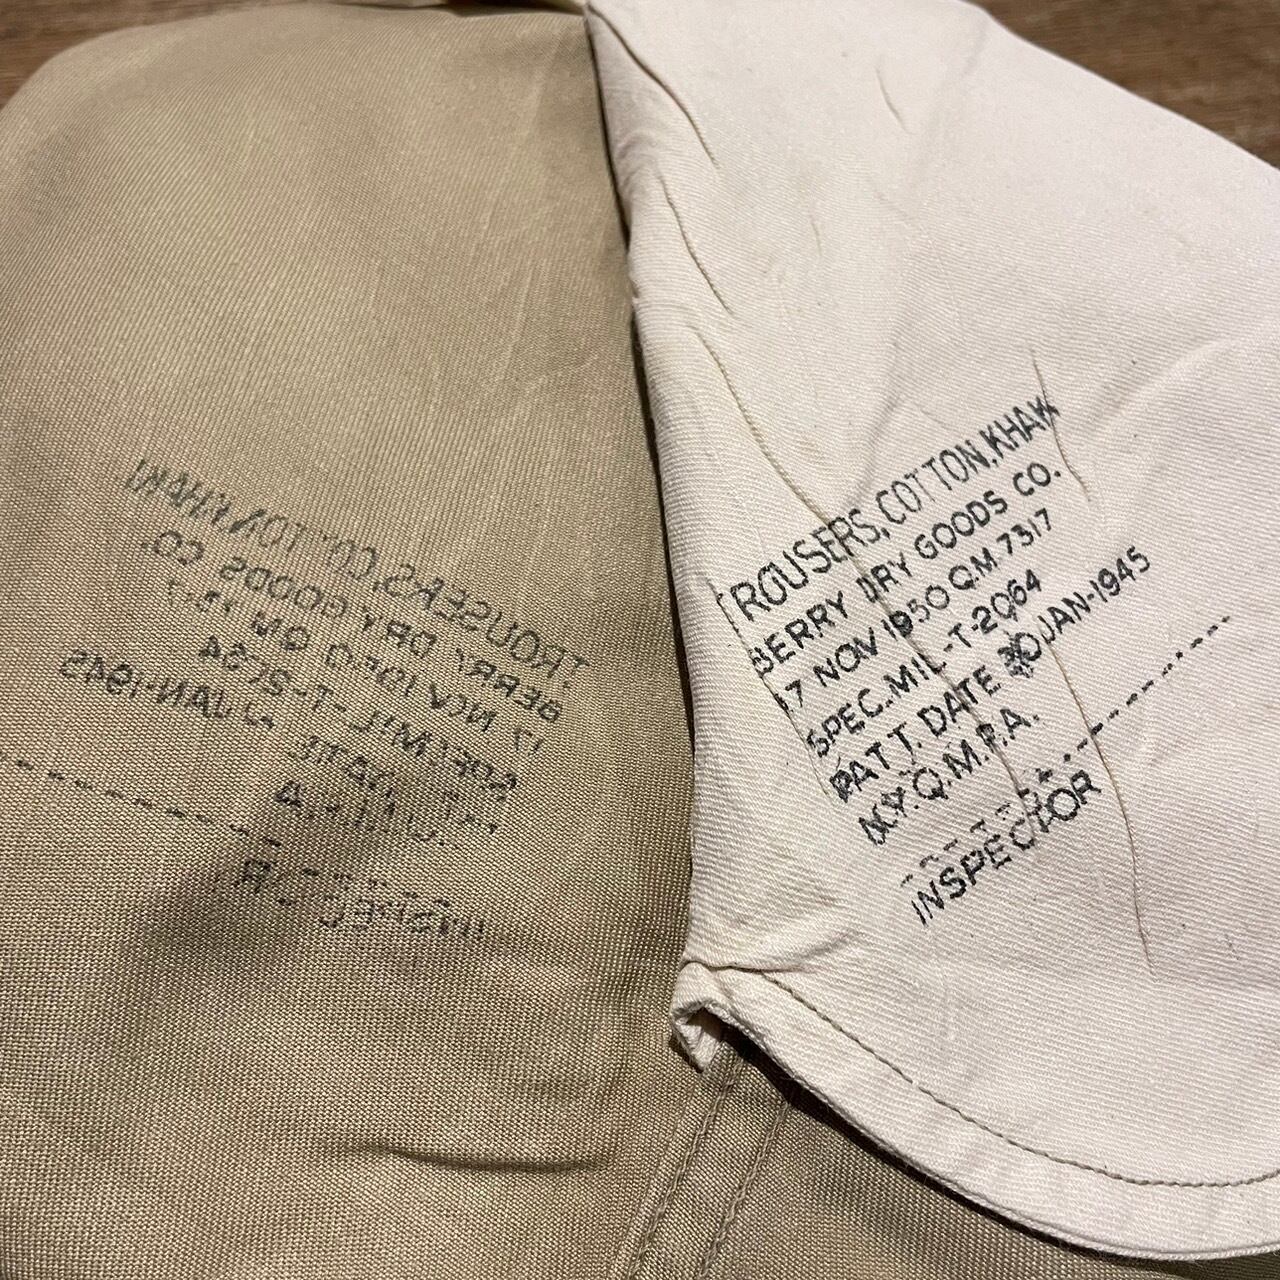 TROUSERS, COTTON, KHAKI
BERRY DRY GOODS CO.
17 NOV 1950 Q.M. 7317
SPEC. MIL-T-2064
PATT. DATE 30 JAN-1945
N.Y.Q.M.P.A.
INSPECTOR